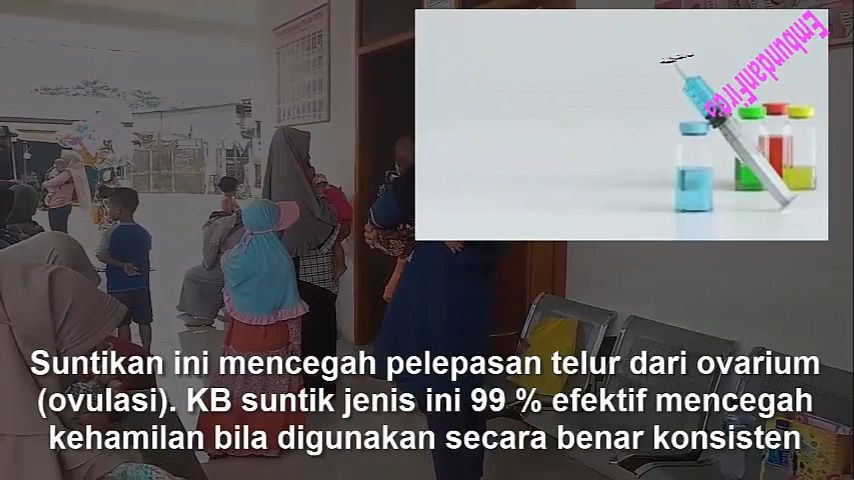 EmbundanFirda
Suntikan ini mencegah pelepasan telur dari ovarium
(ovulasi). KB suntik jenis ini 99 % efektif mencegah
kehamilan bila digunakan secara benar konsisten